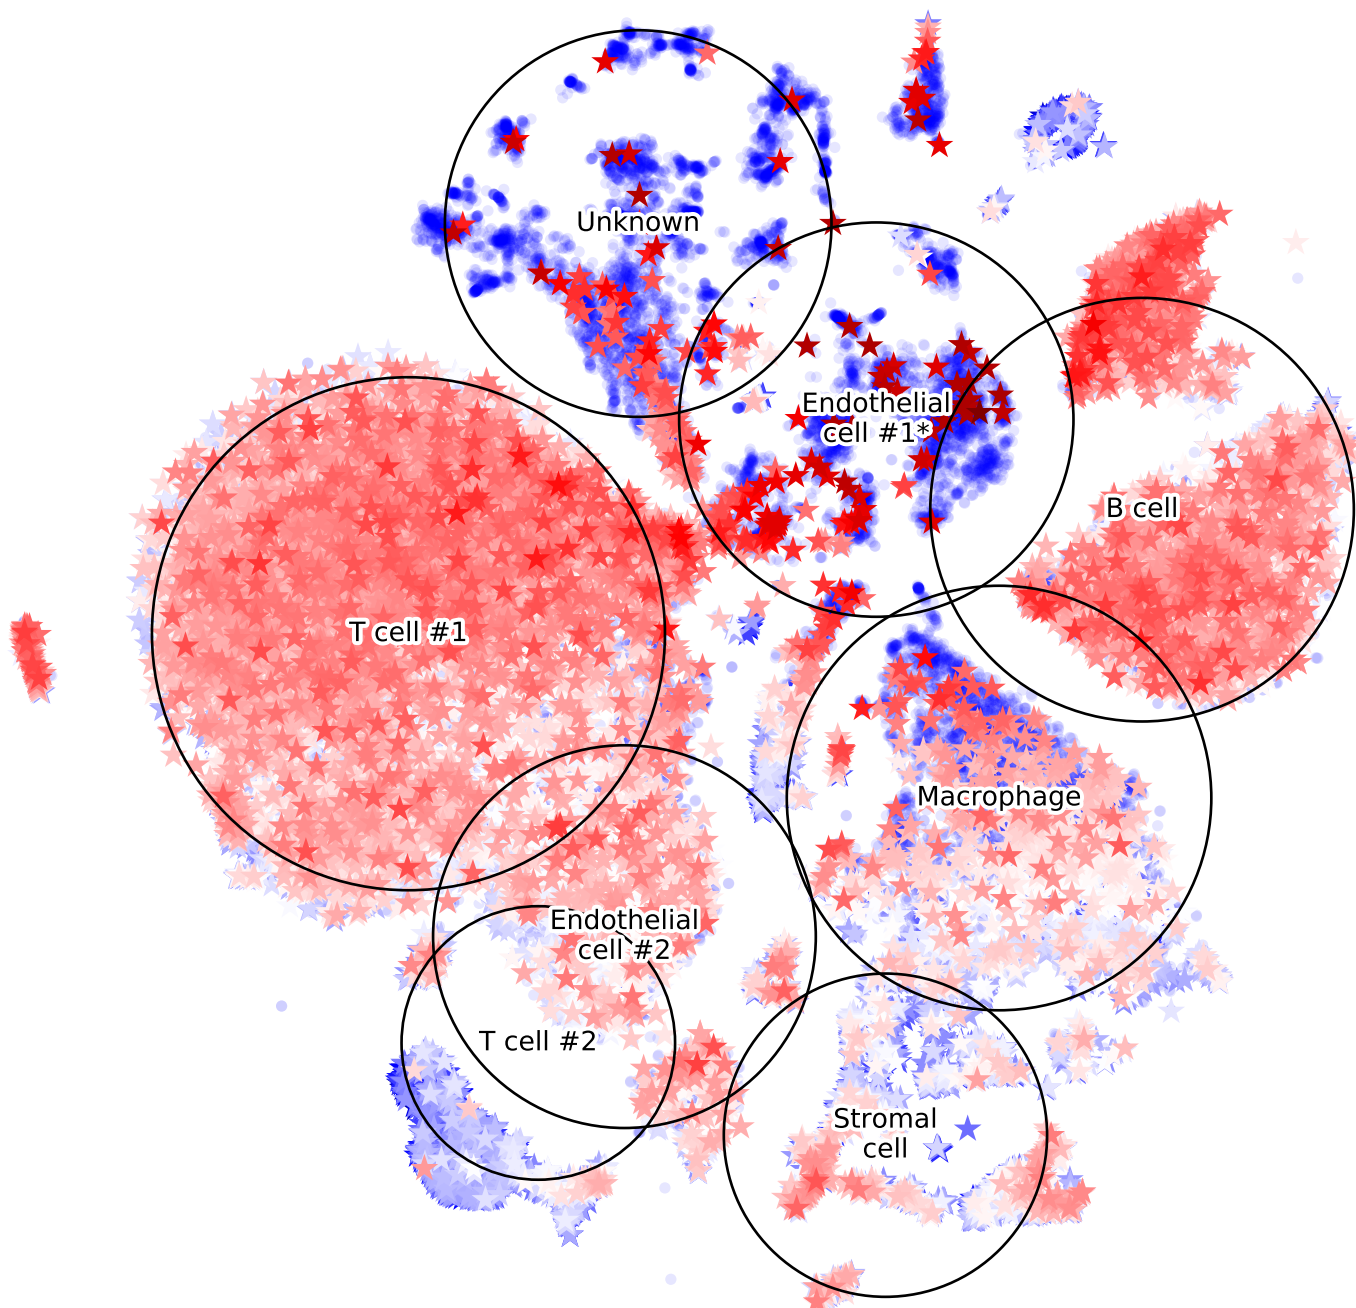 Unknown
Endothelial
cell #1*
B cell
T cell #1
Macrophage
Endothelial
cell #2
T cell #2
Stromal
cell